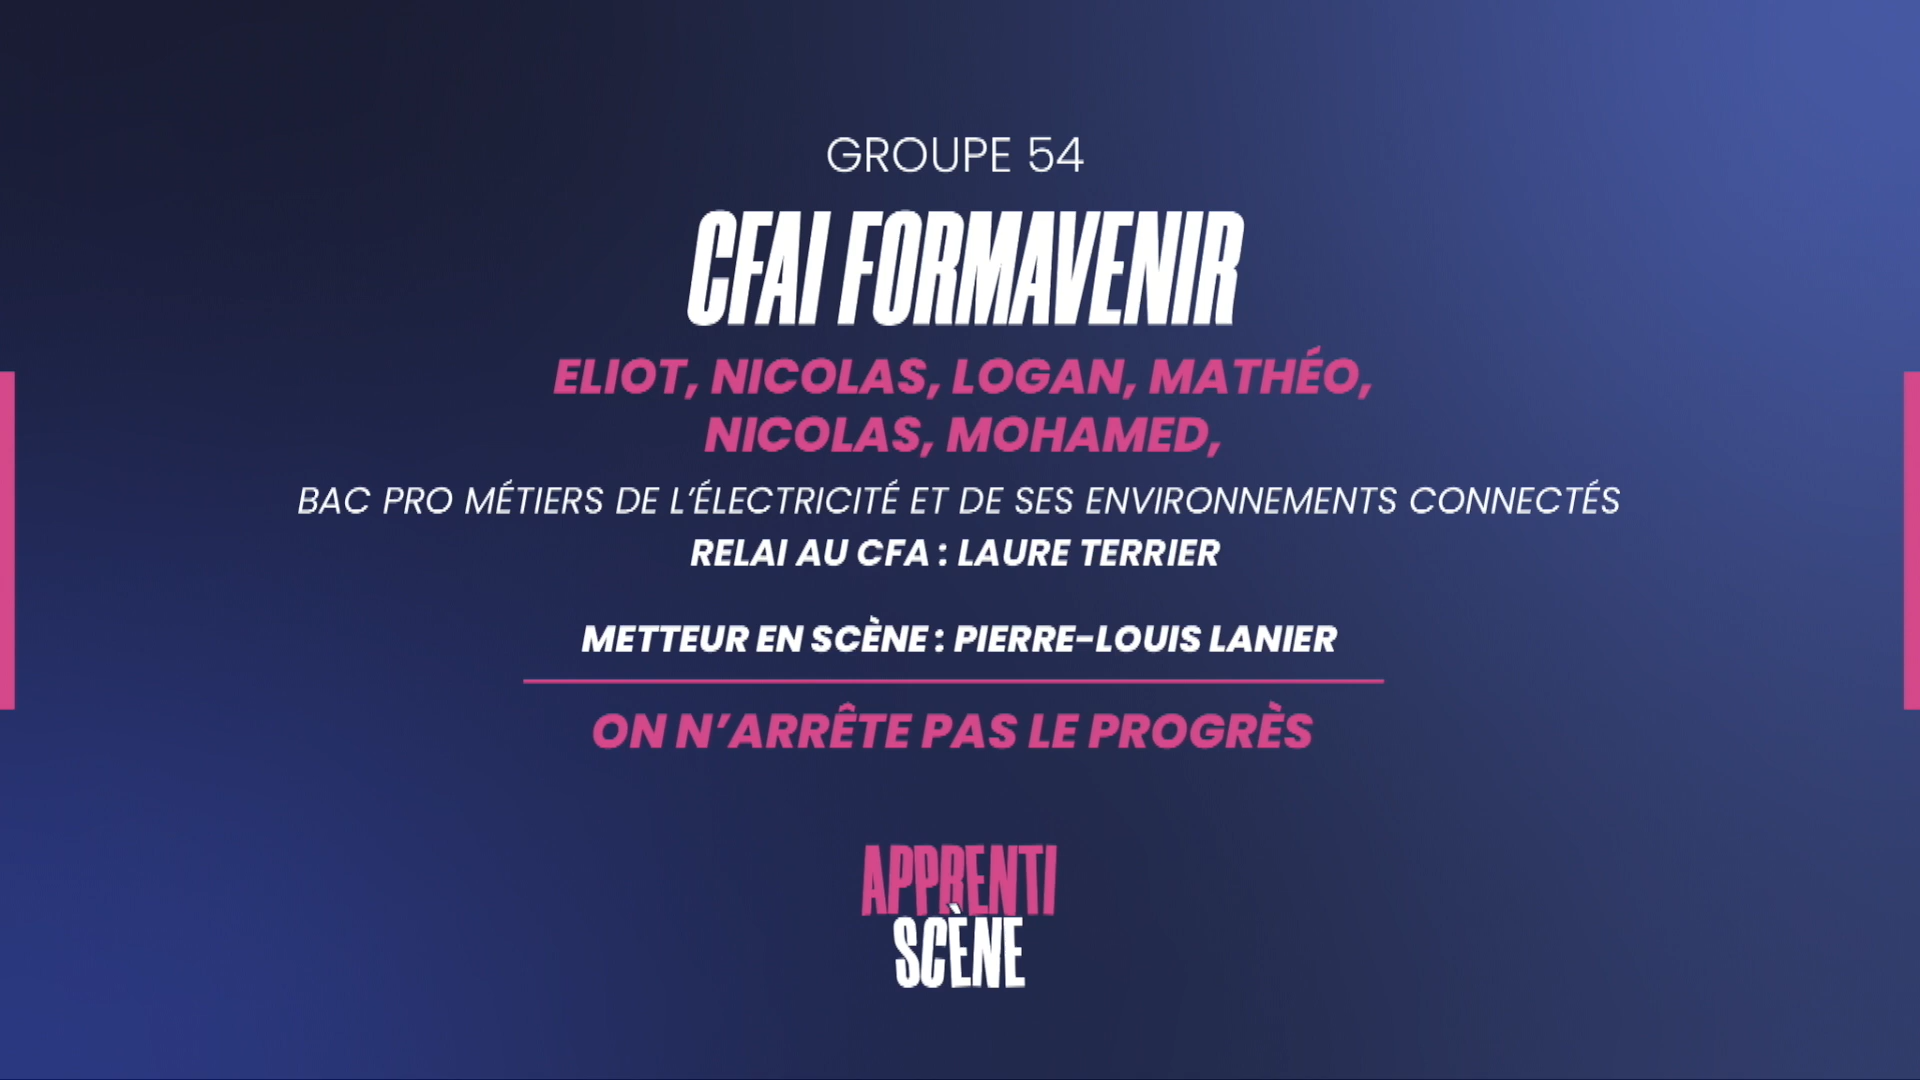 GROUPE 54
CFAI FORMAVENIR
ELIOT, NICOLAS, LOGAN, MATHÉO,
NICOLAS, MOHAMED,
BAC PRO MÉTIERS DE L’ÉLECTRICITÉ ET DE SES ENVIRONNEMENTS CONNECTÉS
RELAI AU CFA : LAURE TERRIER
METTEUR EN SCÈNE : PIERRE-LOUIS LANIER
ON N’ARRÊTE PAS LE PROGRÈS
APPRENTI
SCÈNE